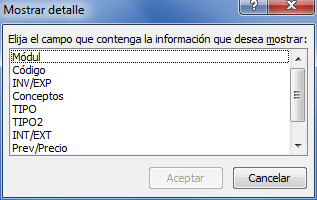 Mostrar detalle
Elija el campo que contenga la información que desea mostrar:
Módul
Código
INV/EXP
Conceptos
TIPO
TIPO2
INT/EXT
Prev/Precio
Aceptar
Cancelar